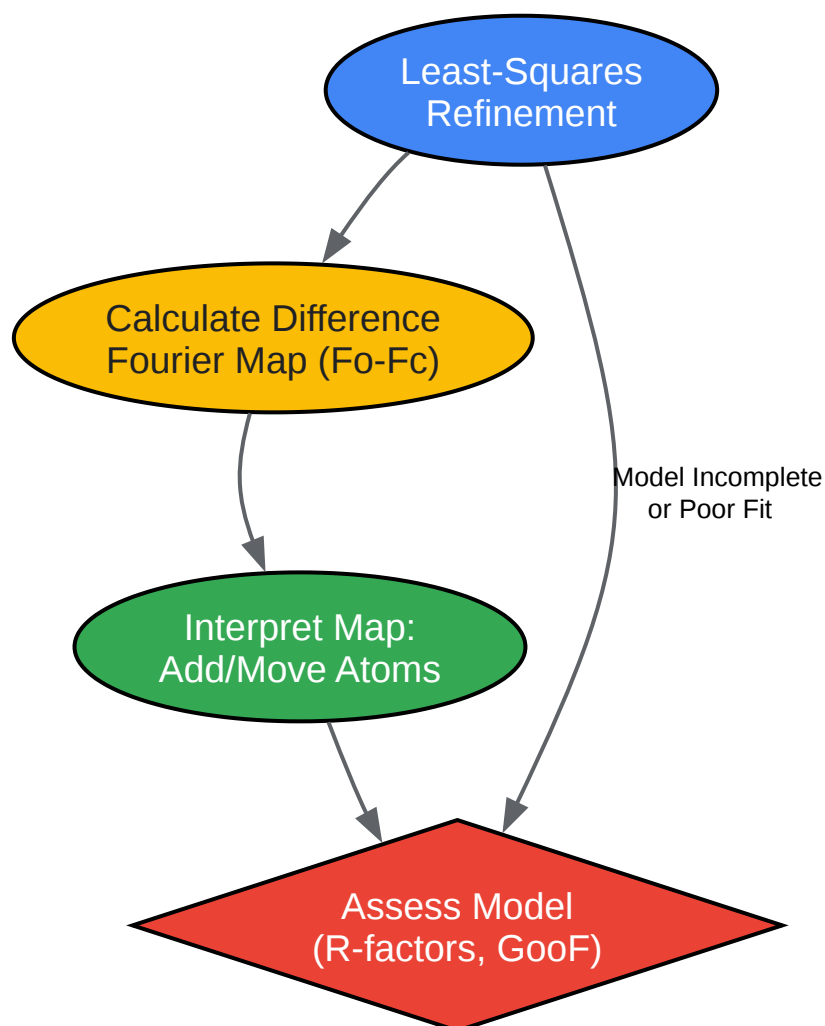 Least-Squares
Refinement
Calculate Difference
Fourier Map (Fo-Fc)
Model Incomplete
or Poor Fit
Interpret Map:
Add/Move Atoms
Assess Model
(R-factors, GooF)